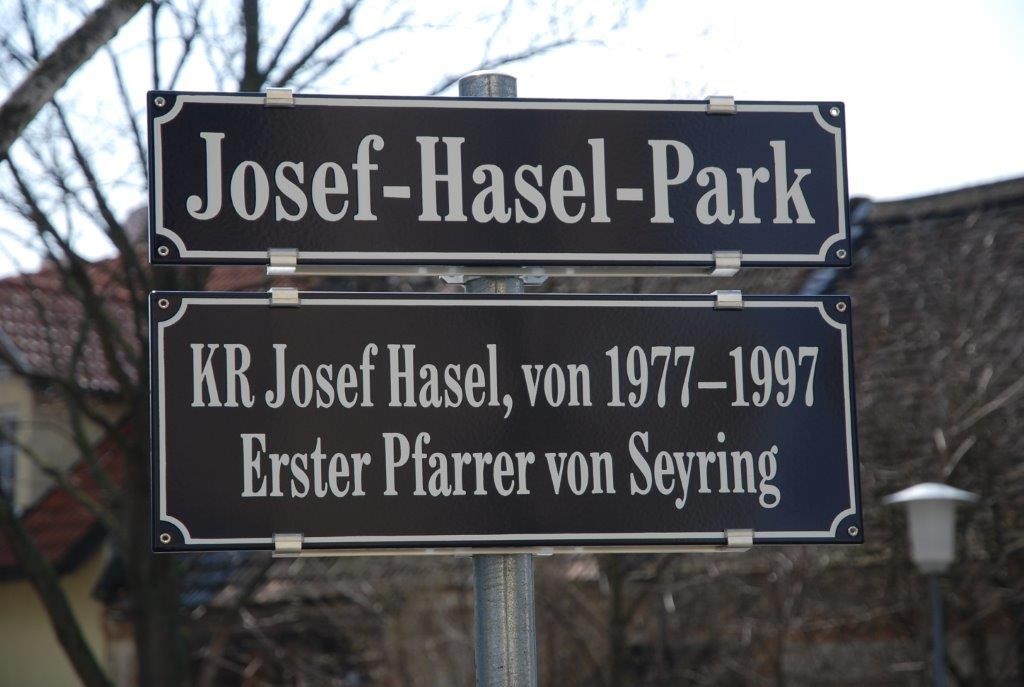 Josef-Hasel-Park
KR Josef Hasel, von 1977–1997
Erster Pfarrer von Seyring